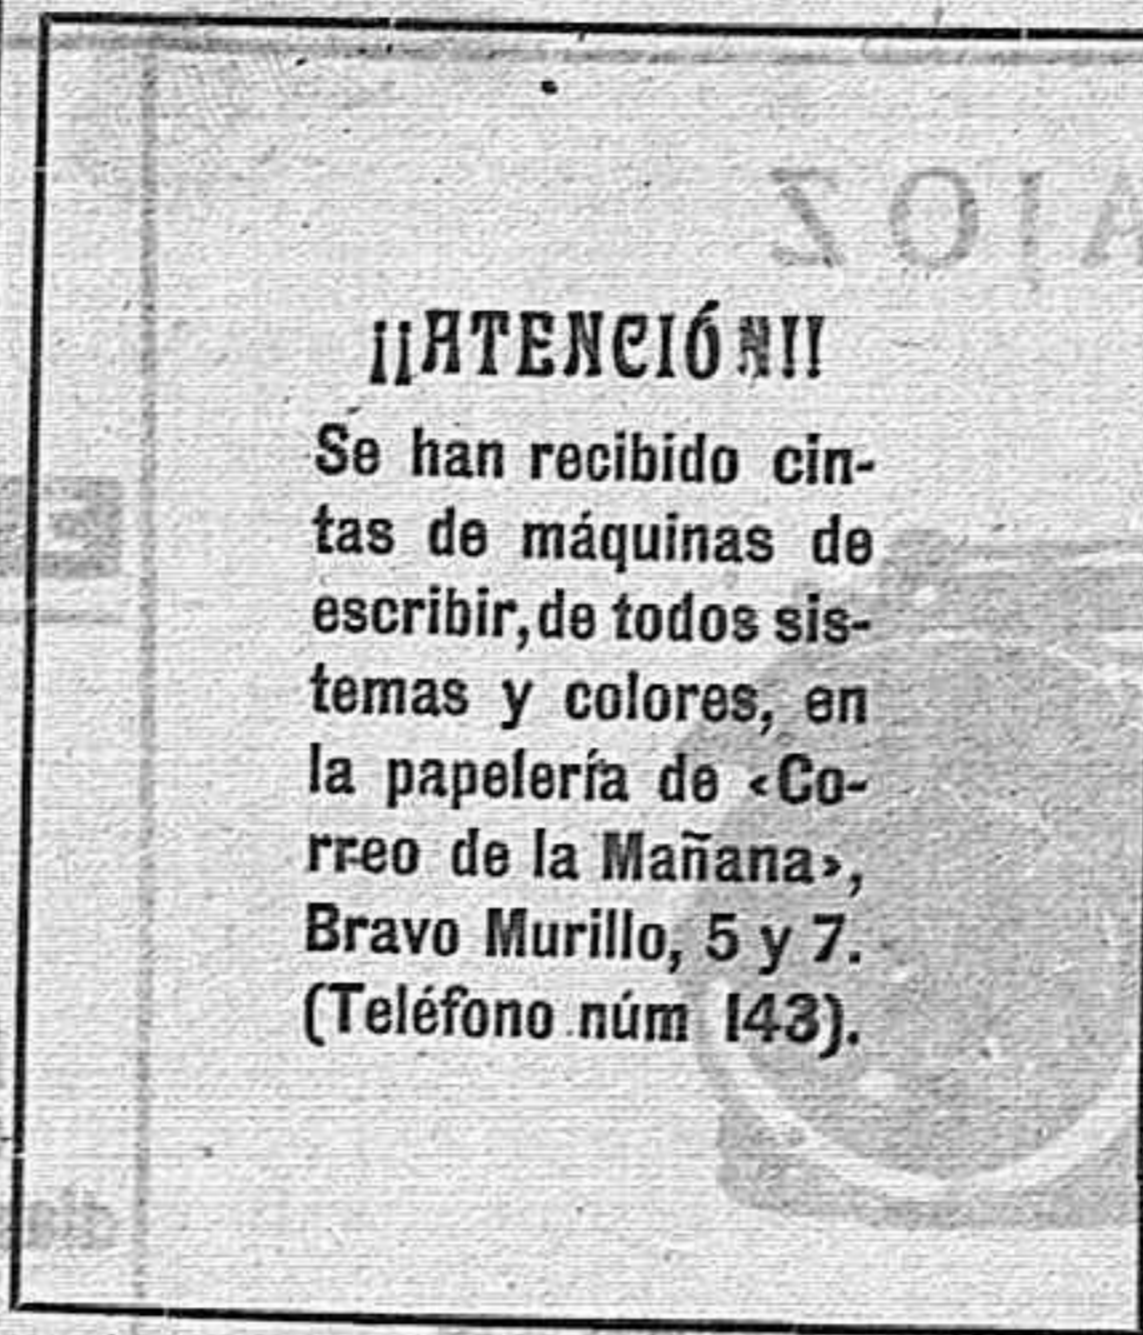 ¡¡ATENCIÓN!!
Se han recibido cin-
tas de máquinas de
escribir, de todos sis-
temas y colores, en
la papelería de «Co-
rreo de la Mañana»,
Bravo Murillo, 5 y 7.
(Teléfono núm 143).